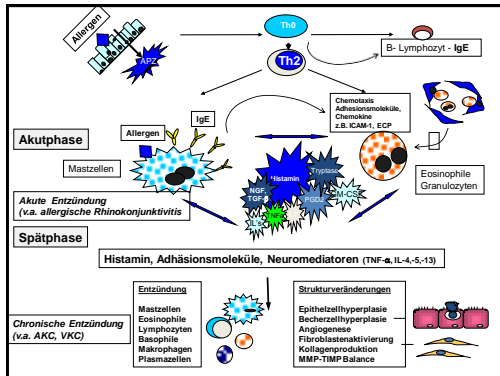 Allergen
APZ
Th0
Th2
B- Lymphozyt - IgE
Chemotaxis
Adhesionsmoleküle,
Chemokine
z.B. ICAM-1, ECP
IgE
Allergen
Akutphase
Mastzellen
Eosinophile
Granulozyten
Histamin
Tryptase
NGF,
TGF-β
PGD2
M-CSF
IL's
TNFα
Akute Entzündung
(v.a. allergische Rhinokonjunktivitis
Spätphase
Histamin, Adhäsionsmoleküle, Neuromediatoren (TNF-α, IL-4,-5,-13)
Chronische Entzündung
(v.a. AKC, VKC)
Entzündung
Mastzellen
Eosinophile
Lymphozyten
Basophile
Makrophagen
Plasmazellen
Strukturveränderungen
Epithelzellhyperplasie
Becherzellhyperplasie
Angiogenese
Fibroblastenaktivierung
Kollagenproduktion
MMP-TIMP Balance